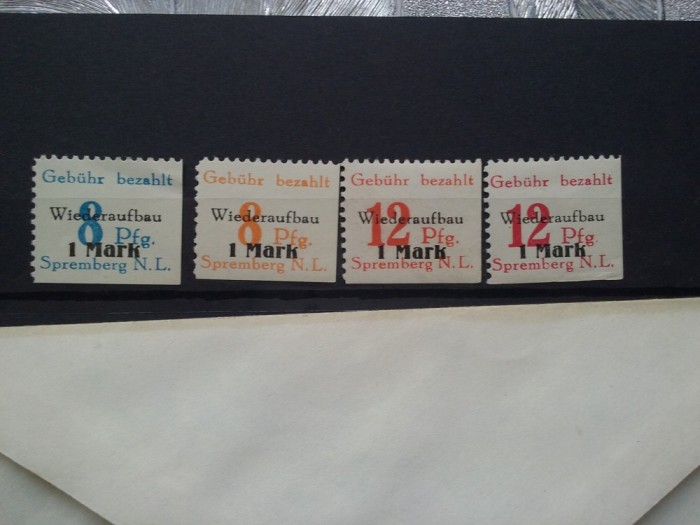 Gebühr bezahlt
Wiederaufbau
8 Pfg.
1 Mark
Spremberg N.L.
Gebühr bezahlt
Wiederaufbau
8 Pfg.
1 Mark
Spremberg N.L.
Gebühr bezahlt
Wiederaufbau
12 Pfg.
1 Mark
Spremberg N.L.
Gebühr bezahlt
Wiederaufbau
12 Pfg.
1 Mark
Spremberg N.L.